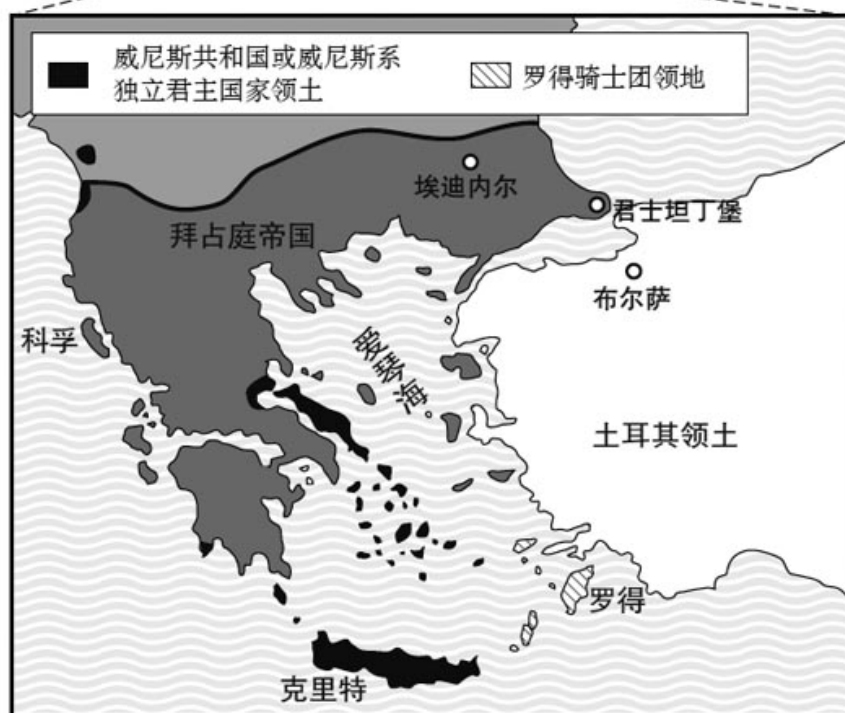 威尼斯共和国或威尼斯系
独立君主国家领土
罗得骑士团领地
埃迪内尔
君士坦丁堡
拜占庭帝国
布尔萨
科孚
爱琴海
土耳其领土
罗得
克里特